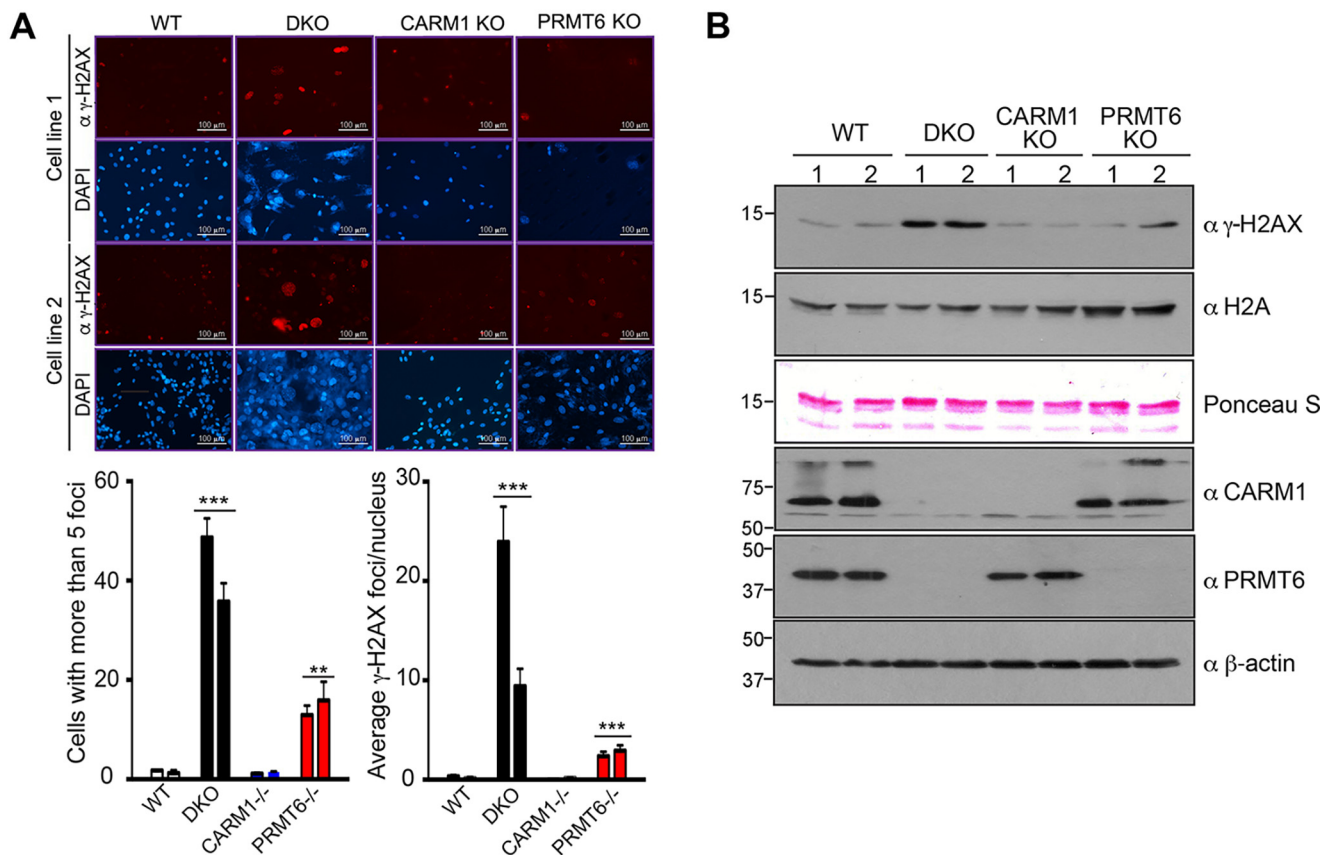 A
WT DKO CARM1 KO PRMT6 KO
Cell line 1
α γ-H2AX
100 μm 100 μm 100 μm 100 μm
DAPI
100 μm 100 μm 100 μm 100 μm
Cell line 2
α γ-H2AX
100 μm 100 μm 100 μm 100 μm
DAPI
100 μm 100 μm 100 μm 100 μm
Cells with more than 5 foci
60
40
20
0
***
**
WT DKO CARM1-/- PRMT6-/-
Average γ-H2AX foci/nucleus
30
20
10
0
***
***
WT DKO CARM1-/- PRMT6-/-
B
WT DKO CARM1 KO PRMT6 KO
1 2 1 2 1 2 1 2
15 α γ-H2AX
15 α H2A
15 Ponceau S
75
50
α CARM1
50
37
α PRMT6
50
37
α β-actin